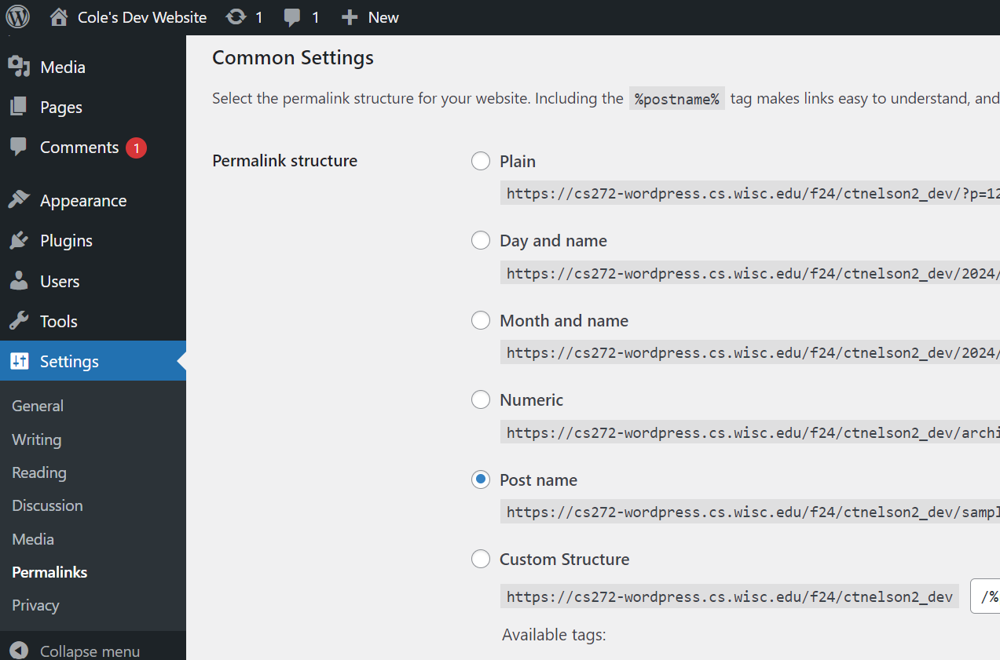 Cole's Dev Website 1 1 New
Media
Pages
Comments 1
Appearance
Plugins
Users
Tools
Settings
General
Writing
Reading
Discussion
Media
Permalinks
Privacy
Collapse menu
Common Settings
Select the permalink structure for your website. Including the %postname% tag makes links easy to understand, and
Permalink structure
Plain
https://cs272-wordpress.cs.wisc.edu/f24/ctnelson2_dev/?p=12
Day and name
https://cs272-wordpress.cs.wisc.edu/f24/ctnelson2_dev/2024/
Month and name
https://cs272-wordpress.cs.wisc.edu/f24/ctnelson2_dev/2024/
Numeric
https://cs272-wordpress.cs.wisc.edu/f24/ctnelson2_dev/archi
Post name
https://cs272-wordpress.cs.wisc.edu/f24/ctnelson2_dev/sampl
Custom Structure
https://cs272-wordpress.cs.wisc.edu/f24/ctnelson2_dev /%
Available tags: